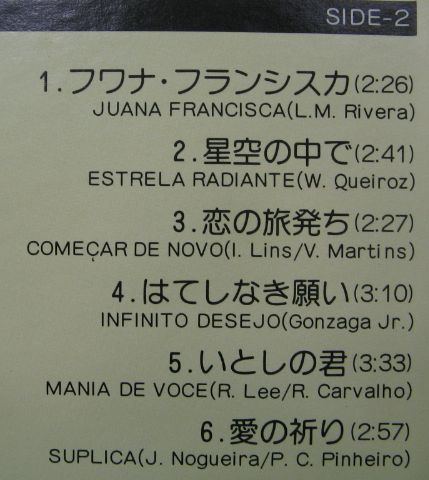 SIDE-2
1.フワナ・フランシスカ(2:26)
JUANA FRANCISCA(L.M. Rivera)
2.星空の中で(2:41)
ESTRELA RADIANTE(W. Queiroz)
3.恋の旅発ち(2:27)
COMEÇAR DE NOVO(I. Lins/V. Martins)
4.はてしなき願い(3:10)
INFINITO DESEJO(Gonzaga Jr.)
5.いとしの君(3:33)
MANIA DE VOCE(R. Lee/R. Carvalho)
6.愛の祈り(2:57)
SUPLICA(J. Nogueira/P. C. Pinheiro)